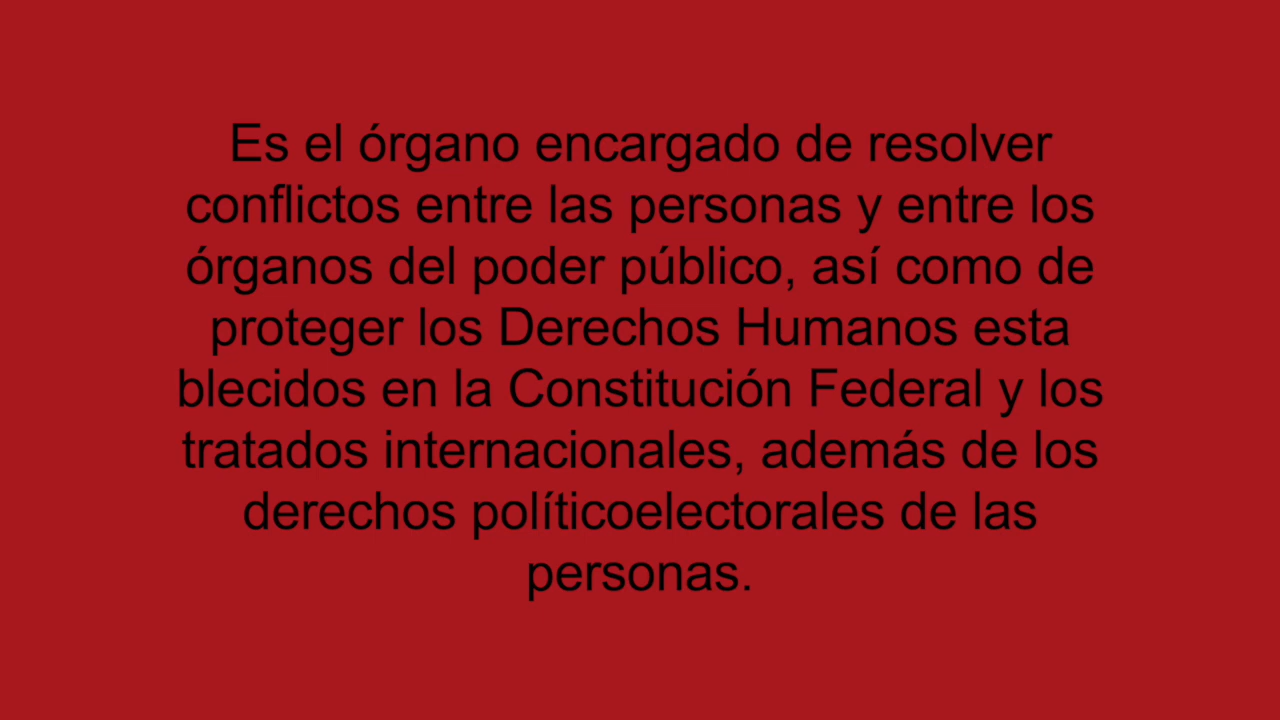 Es el órgano encargado de resolver
conflictos entre las personas y entre los
órganos del poder público, así como de
proteger los Derechos Humanos esta
blecidos en la Constitución Federal y los
tratados internacionales, además de los
derechos políticoelectorales de las
personas.